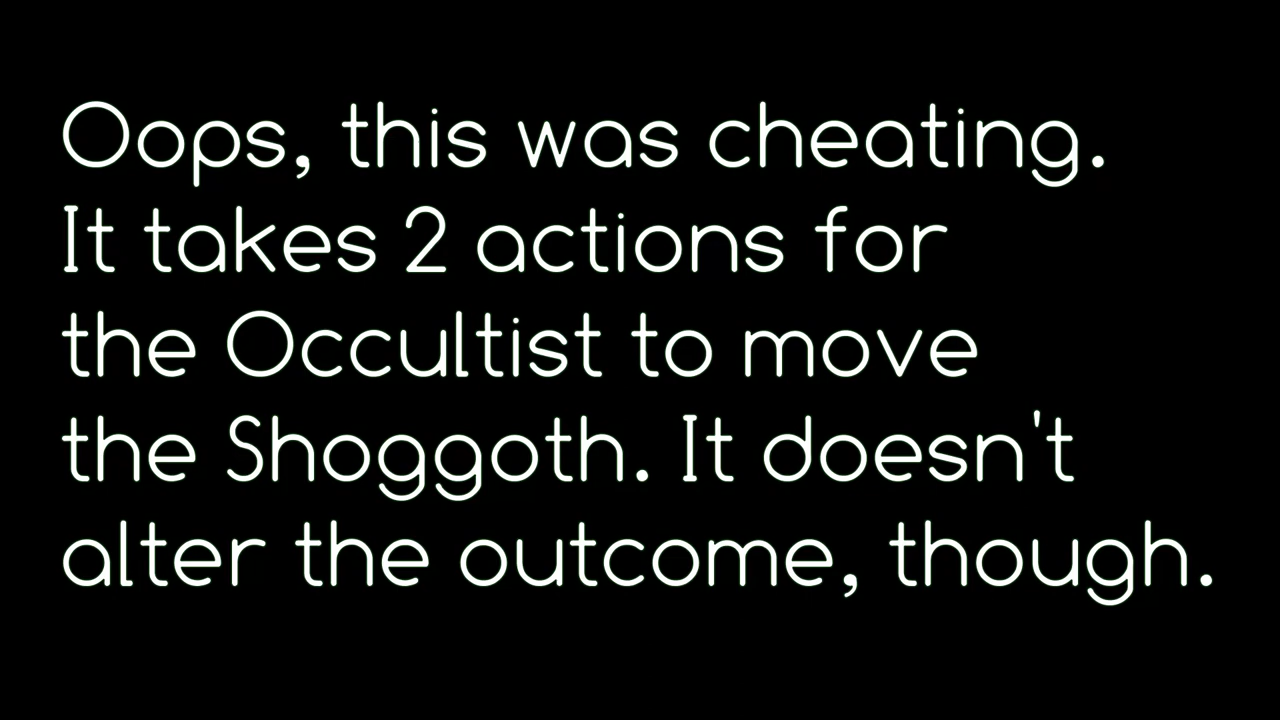 Oops, this was cheating.
It takes 2 actions for
the Occultist to move
the Shoggoth. It doesn't
alter the outcome, though.